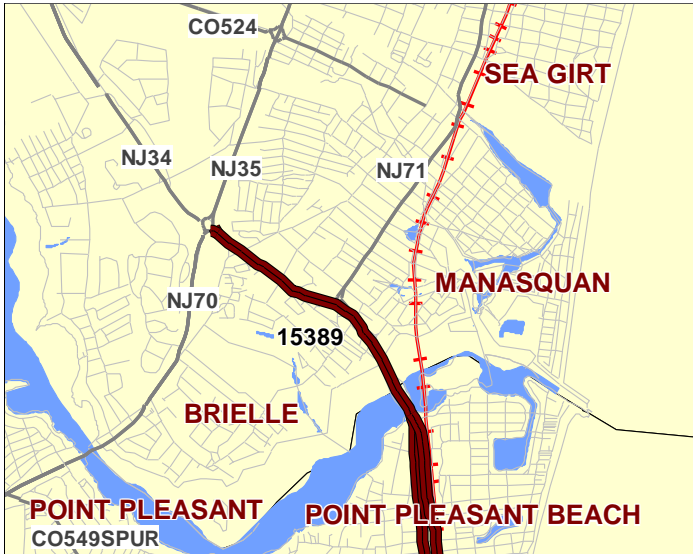 CO524
SEA GIRT
NJ34
NJ35
NJ71
MANASQUAN
NJ70
15389
BRIELLE
POINT PLEASANT
POINT PLEASANT BEACH
CO549SPUR